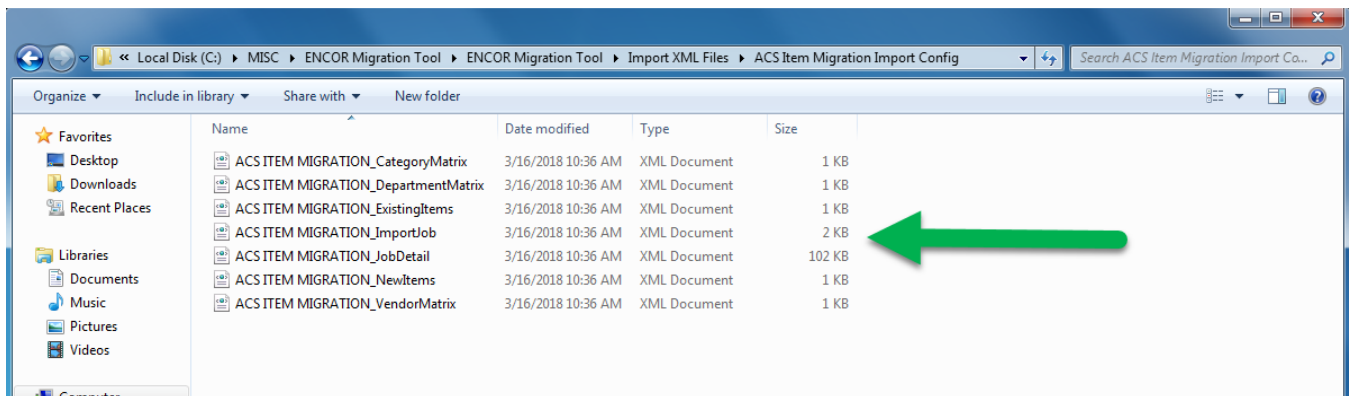 « Local Disk (C:) ▸ MISC ▸ ENCOR Migration Tool ▸ ENCOR Migration Tool ▸ Import XML Files ▸ ACS Item Migration Import Config
Search ACS Item Migration Import Co...
Organize Include in library Share with New folder
Name Date modified Type Size
Favorites
Desktop
Downloads
Recent Places
Libraries
Documents
Music
Pictures
Videos
Computer
ACS ITEM MIGRATION_CategoryMatrix 3/16/2018 10:36 AM XML Document 1 KB
ACS ITEM MIGRATION_DepartmentMatrix 3/16/2018 10:36 AM XML Document 1 KB
ACS ITEM MIGRATION_ExistingItems 3/16/2018 10:36 AM XML Document 1 KB
ACS ITEM MIGRATION_ImportJob 3/16/2018 10:36 AM XML Document 2 KB
ACS ITEM MIGRATION_JobDetail 3/16/2018 10:36 AM XML Document 102 KB
ACS ITEM MIGRATION_NewItems 3/16/2018 10:36 AM XML Document 1 KB
ACS ITEM MIGRATION_VendorMatrix 3/16/2018 10:36 AM XML Document 1 KB